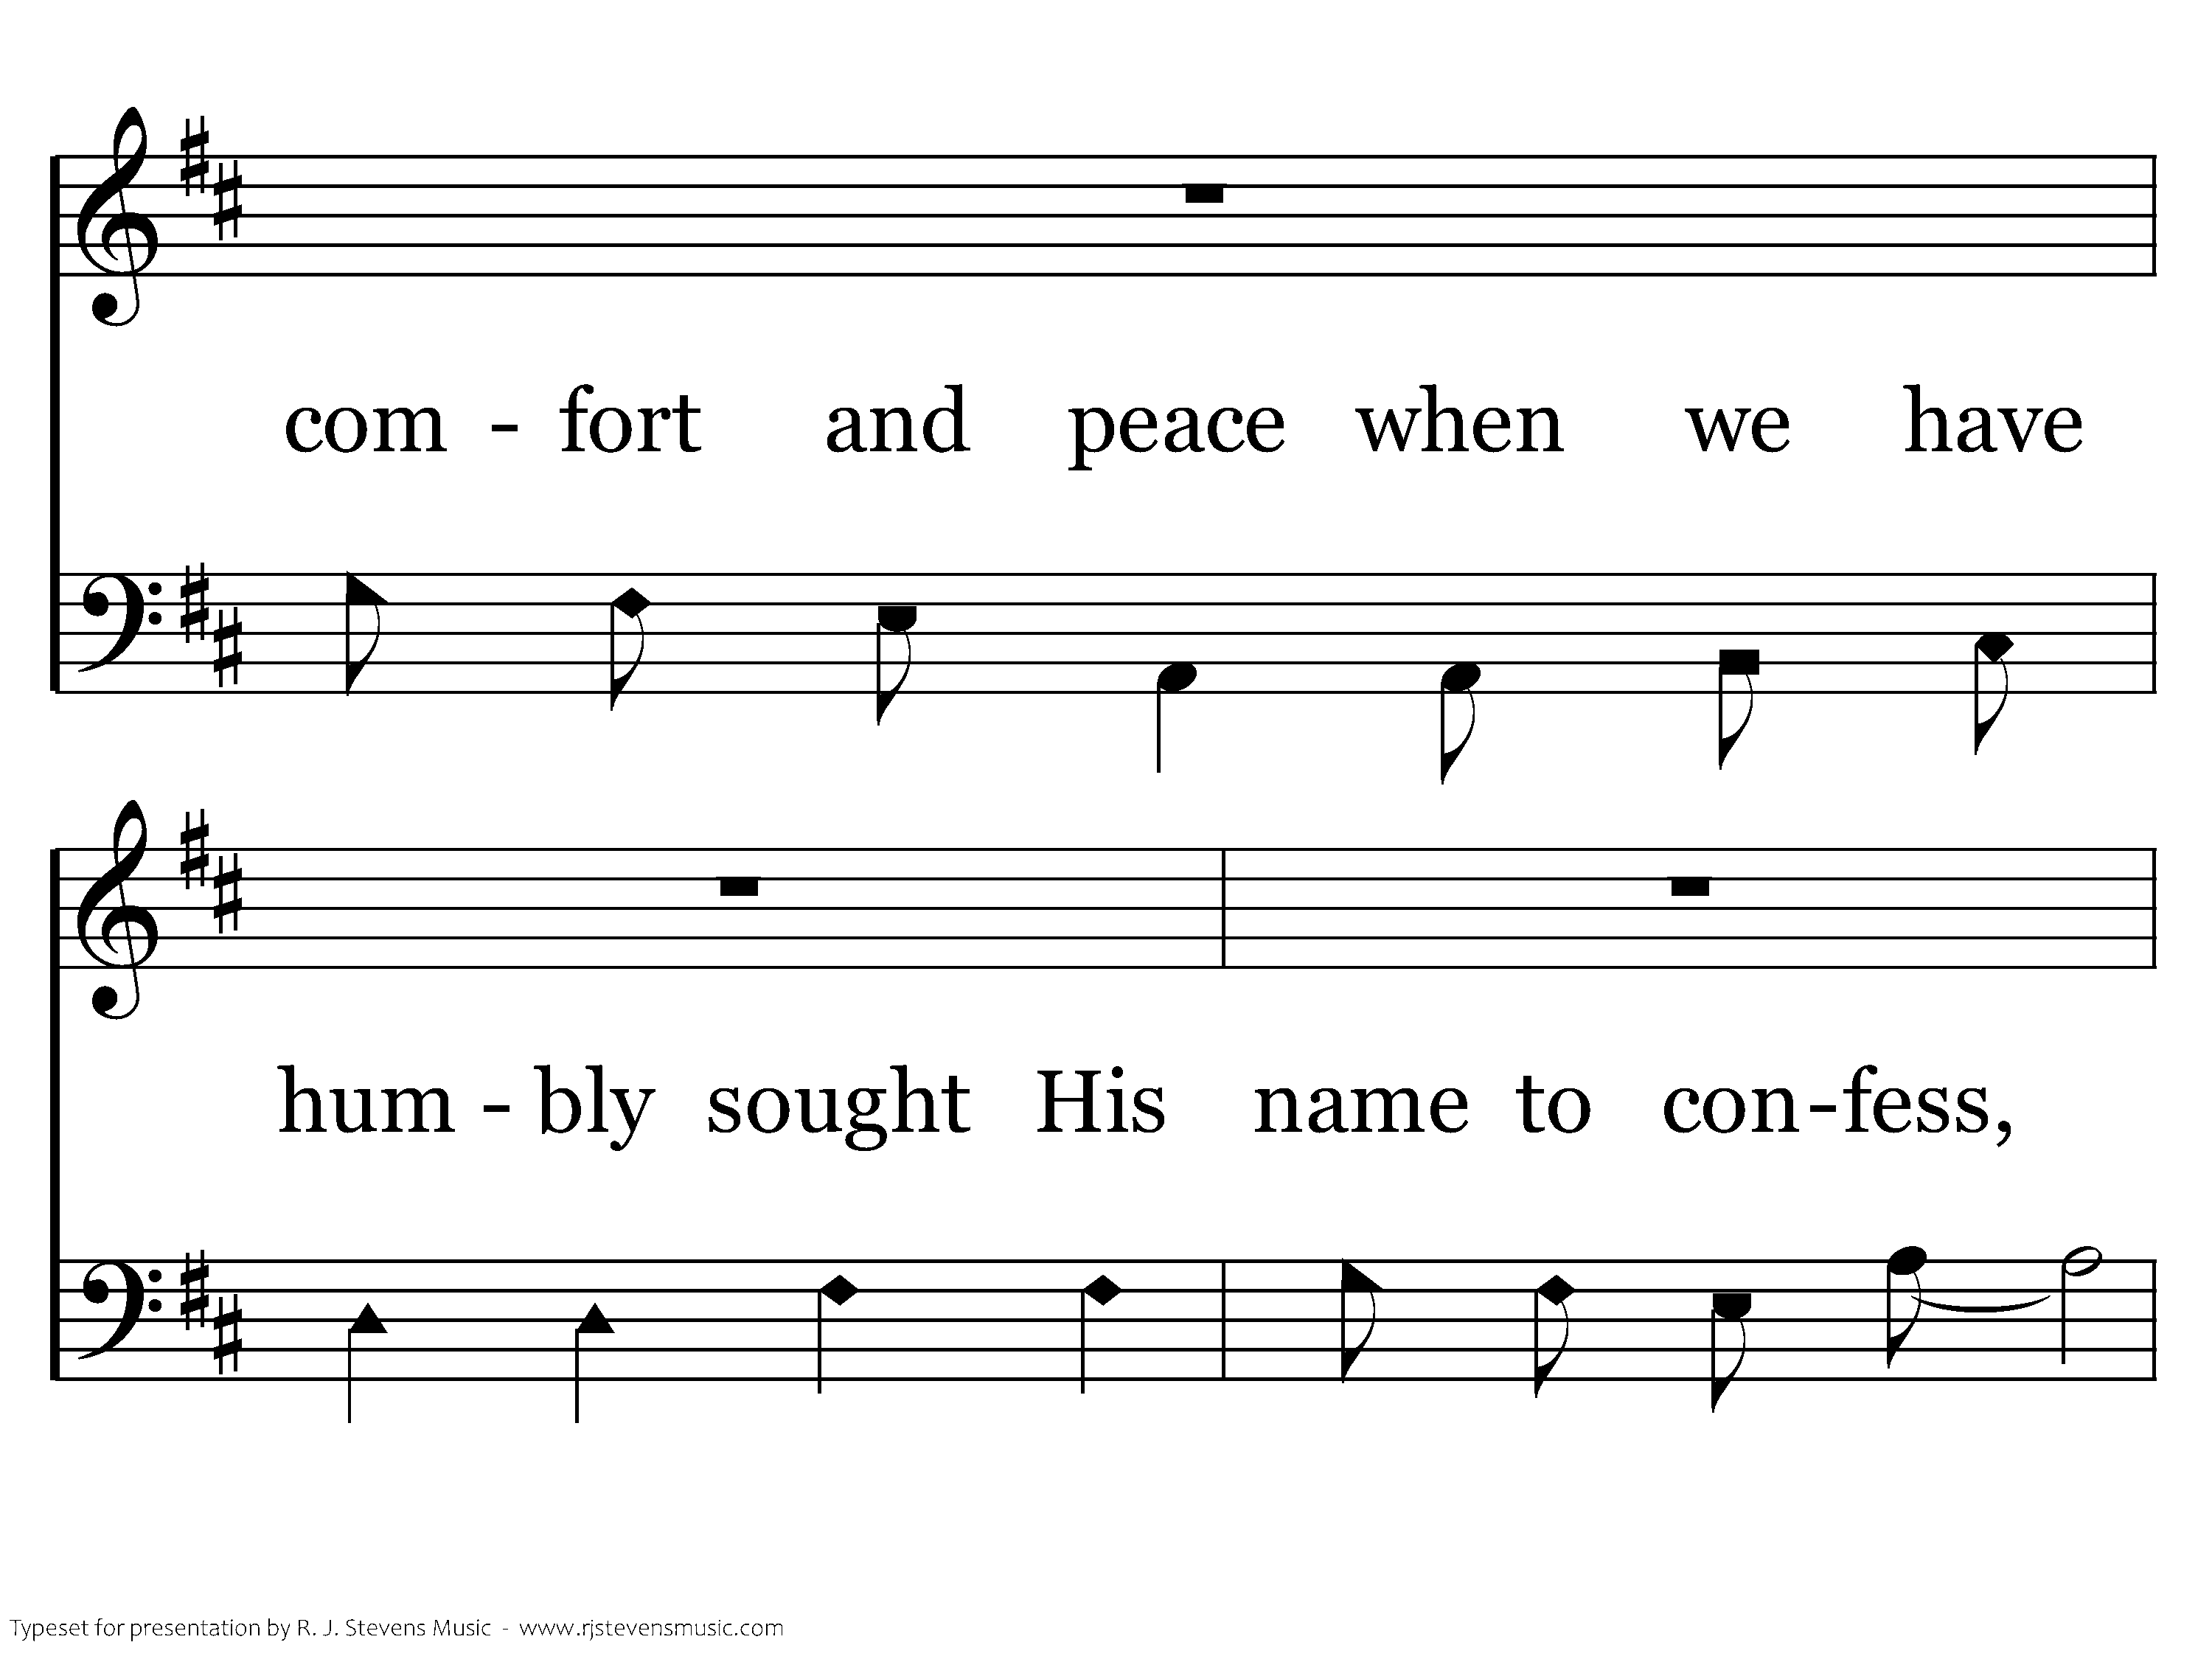 com - fort and peace when we have
hum - bly sought His name to con-fess,
Typeset for presentation by R. J. Stevens Music - www.rjstevensmusic.com